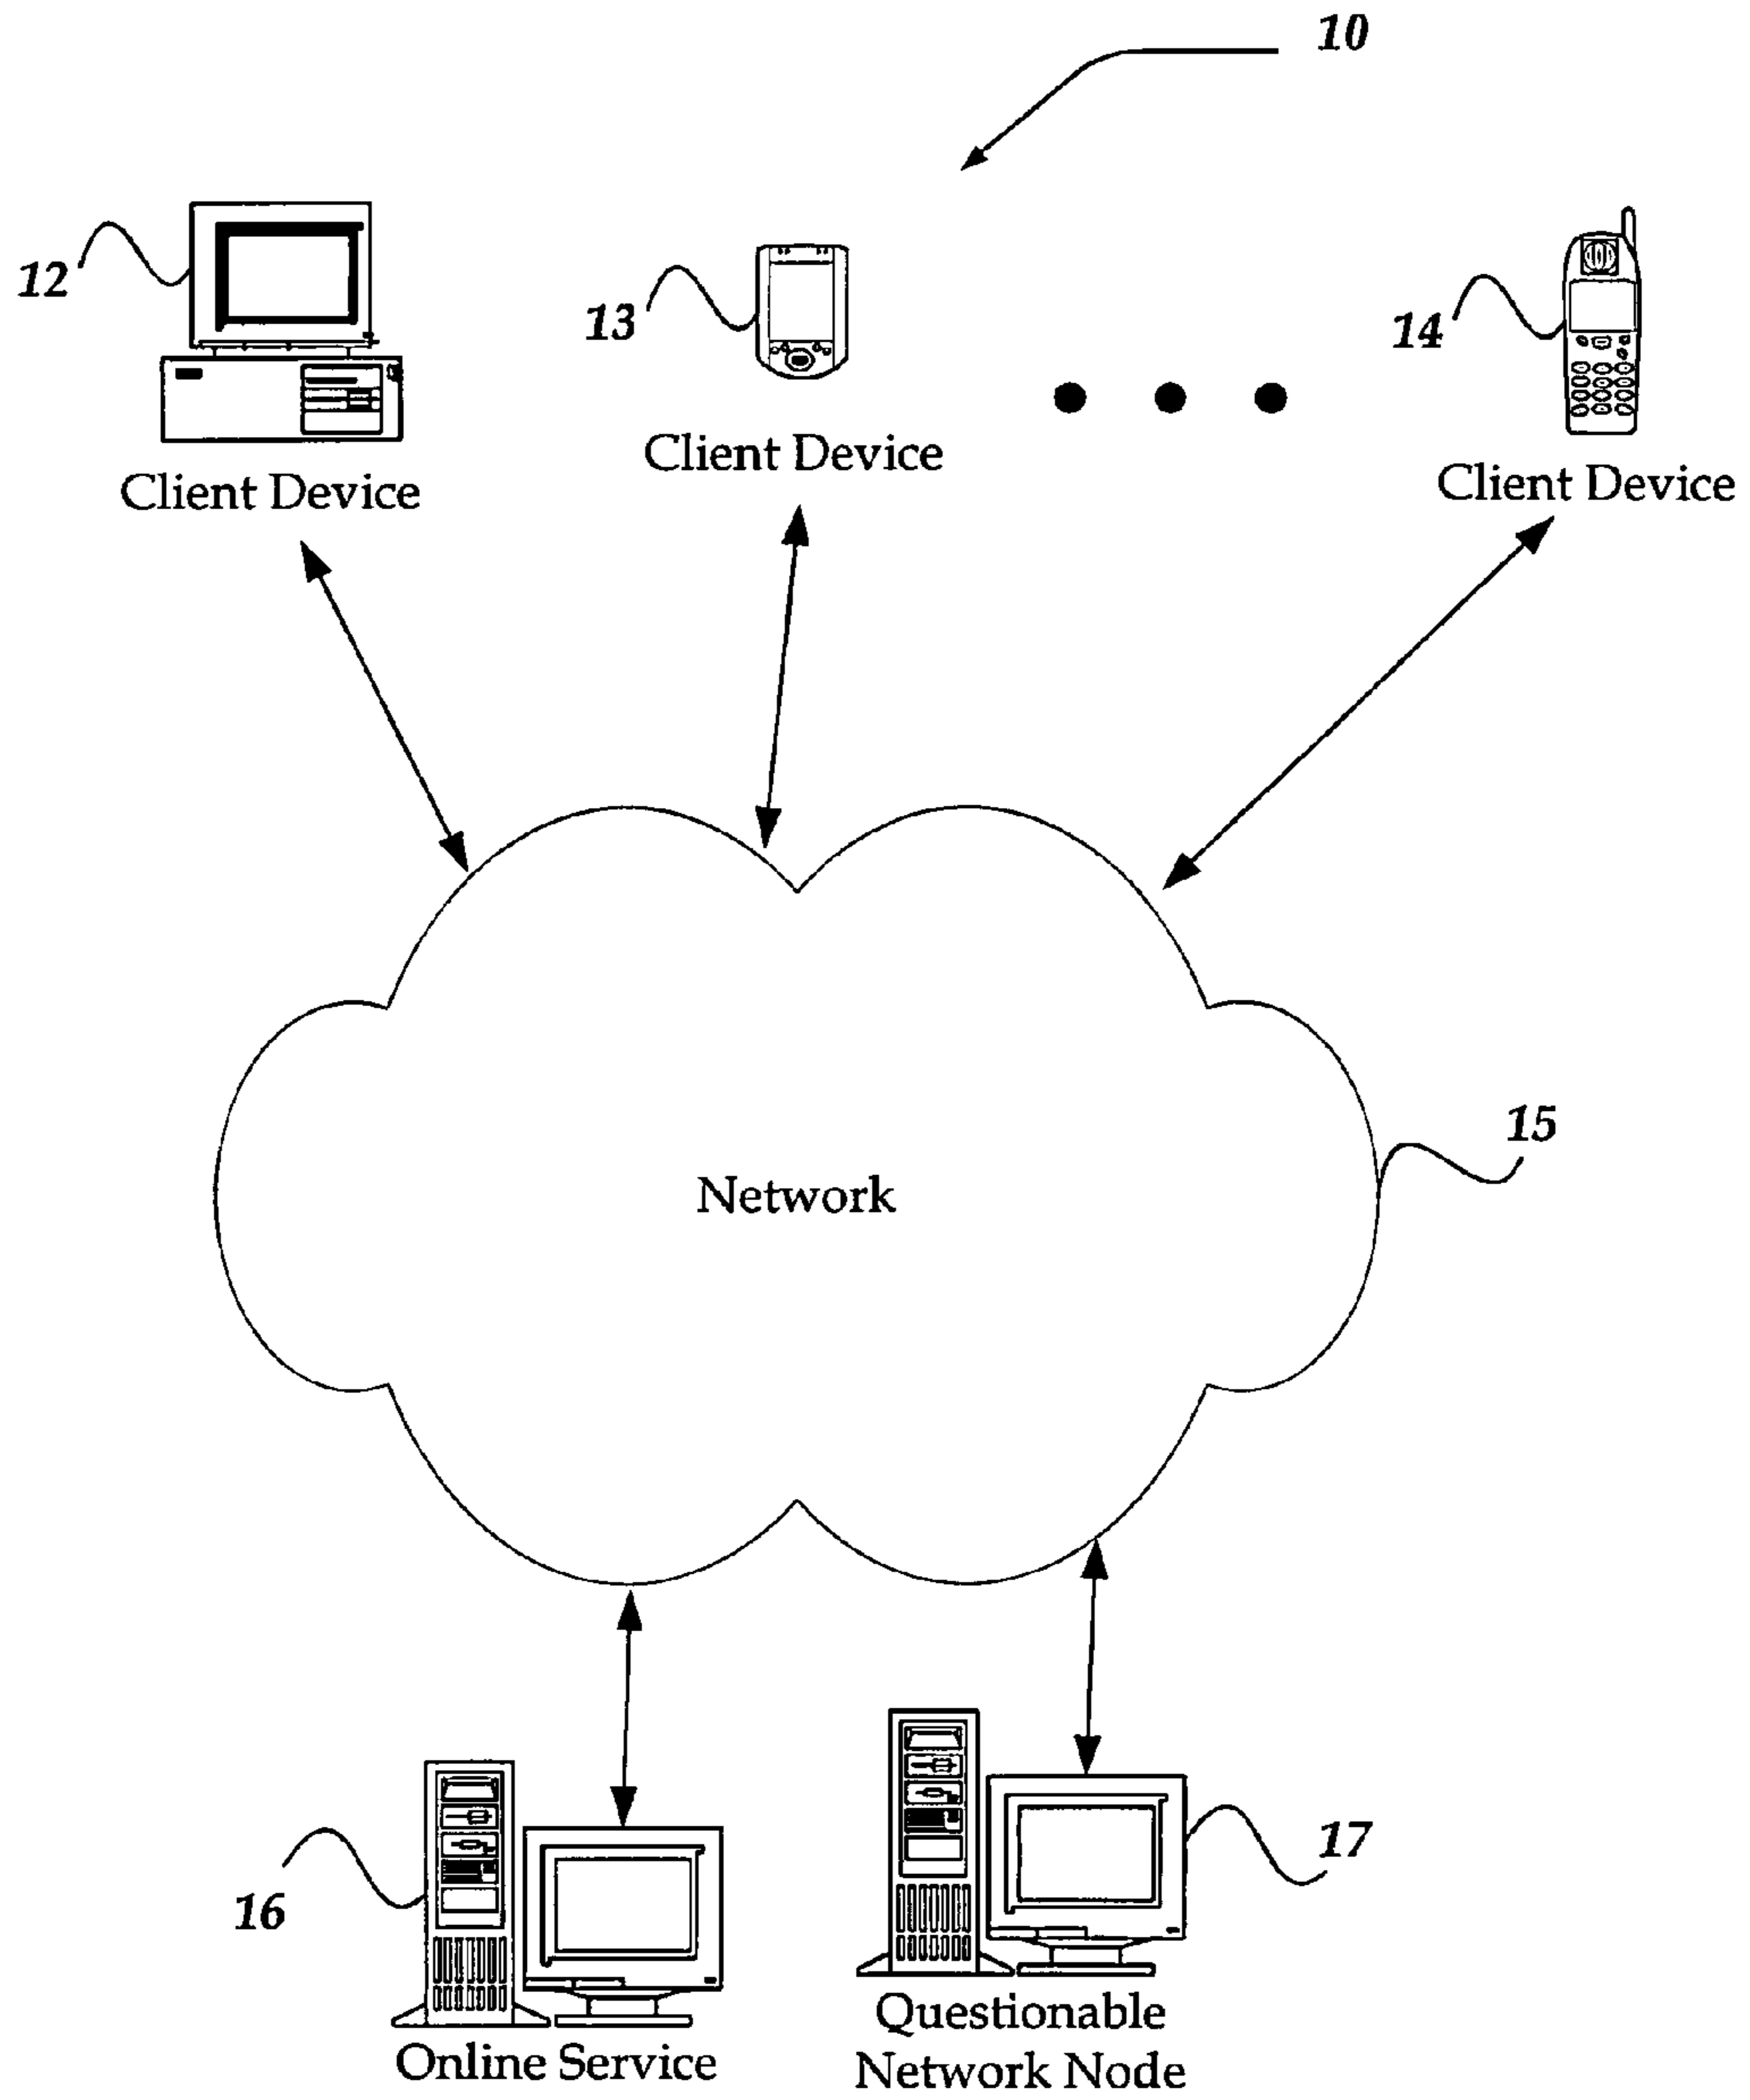 10
12
13
14
Client Device
Client Device
Client Device
15
Network
16
17
Online Service
Questionable
Network Node